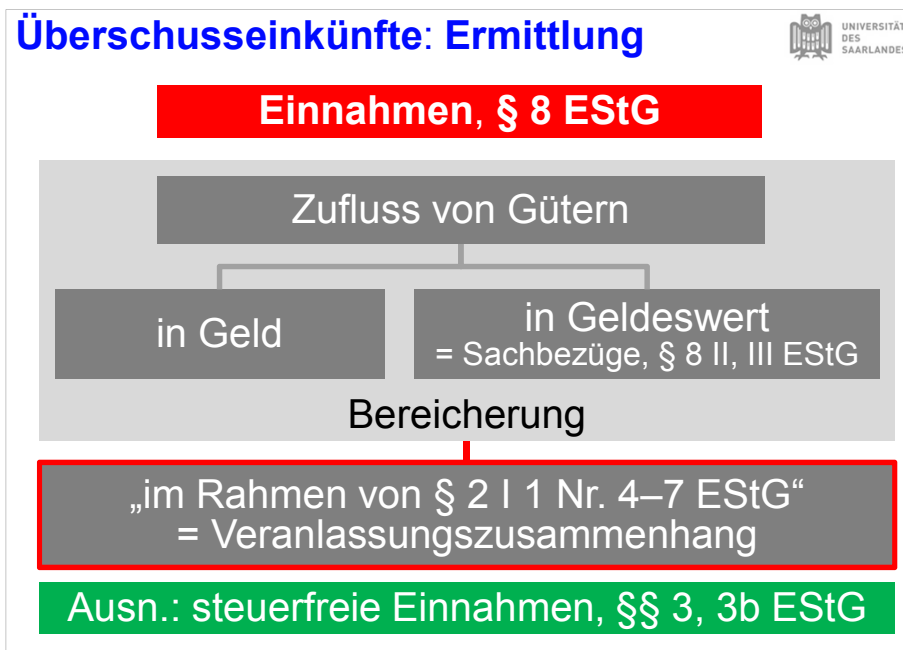 Überschusseinkünfte: Ermittlung
UNIVERSITÄT
DES
SAARLANDES
Einnahmen, § 8 EStG
Zufluss von Gütern
in Geld
in Geldeswert
= Sachbezüge, § 8 II, III EStG
Bereicherung
„im Rahmen von § 2 I 1 Nr. 4–7 EStG“
= Veranlassungszusammenhang
Ausn.: steuerfreie Einnahmen, §§ 3, 3b EStG